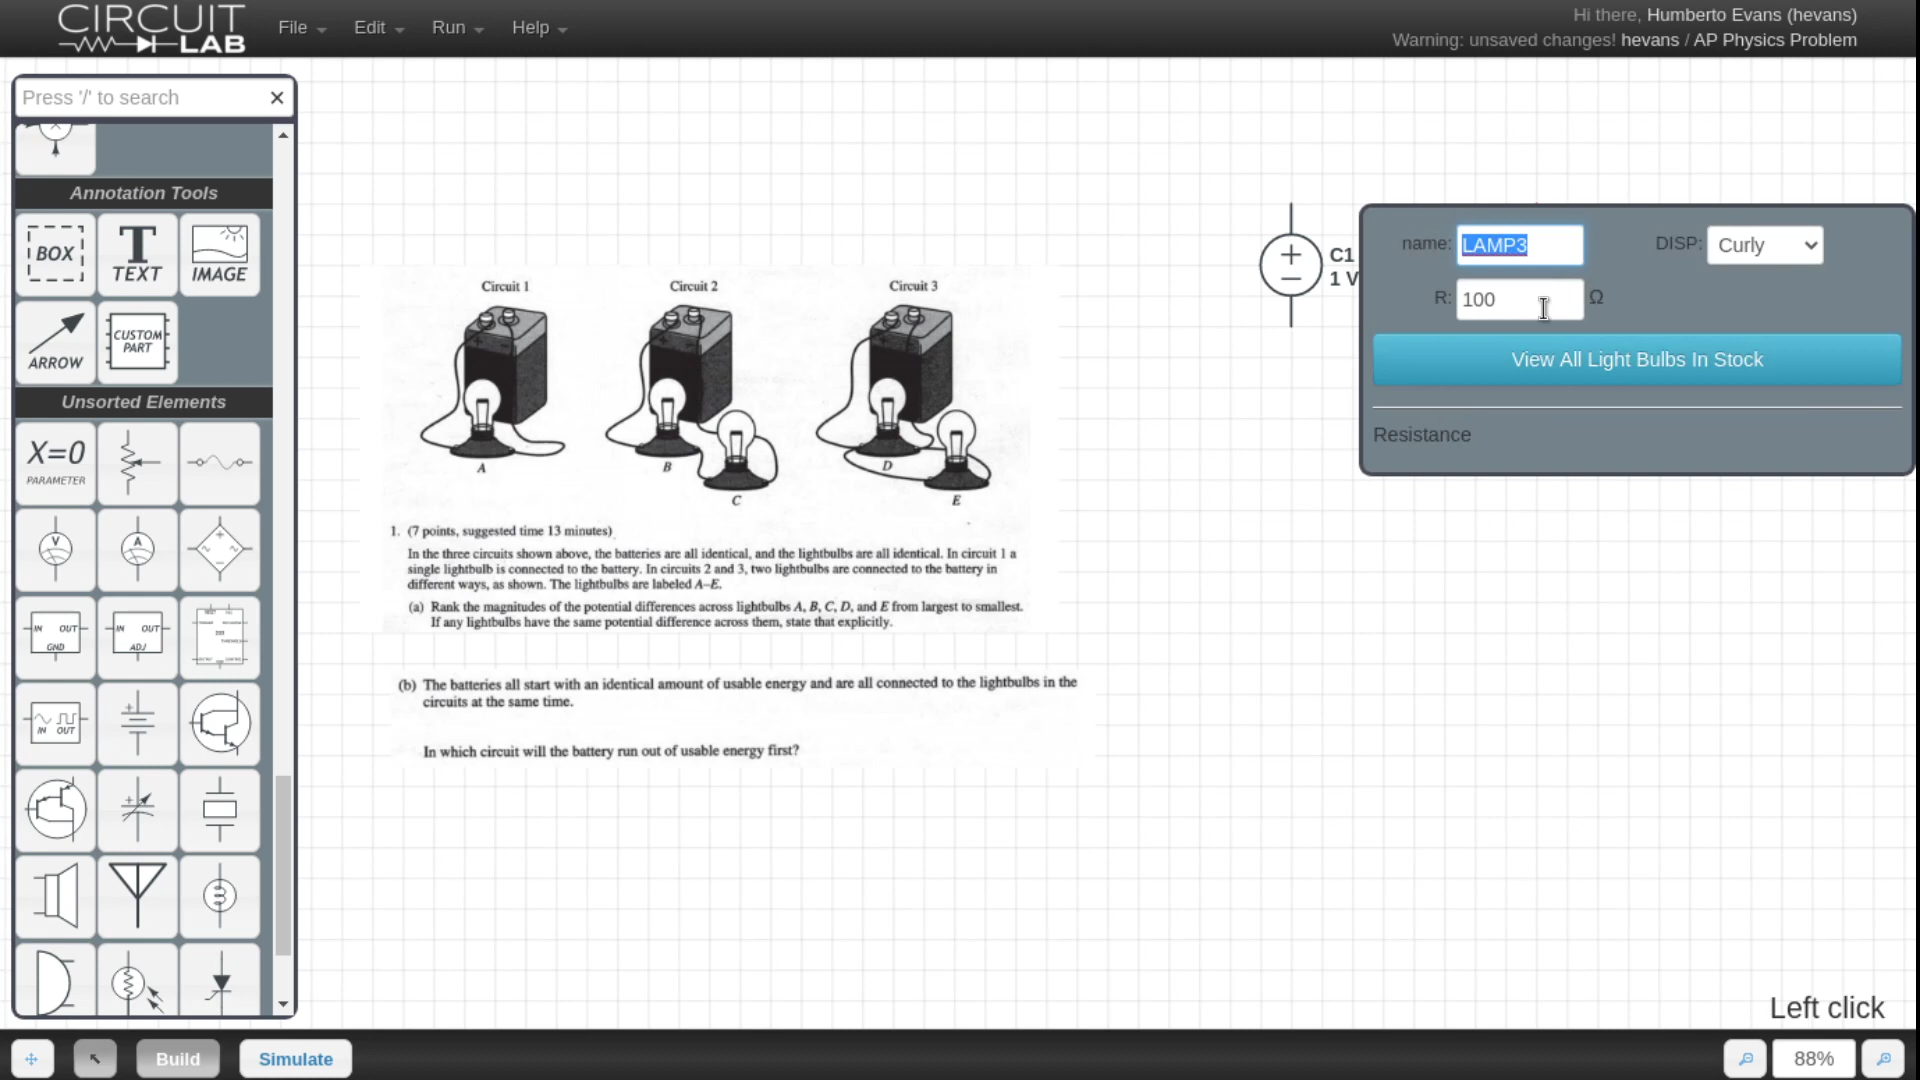 CIRCUIT
LAB
File
Edit
Run
Help
Hi there, Humberto Evans (hevans)
Warning: unsaved changes! hevans / AP Physics Problem
Press '/' to search
Annotation Tools
BOX
T
TEXT
IMAGE
ARROW
CUSTOM
PART
Unsorted Elements
X=0
PARAMETER
V
A
IN OUT
GND
IN OUT
ADJ
IN OUT
Circuit 1
Circuit 2
Circuit 3
A
B
C
D
E
1. (7 points, suggested time 13 minutes)
In the three circuits shown above, the batteries are all identical, and the lightbulbs are all identical. In circuit 1 a
single lightbulb is connected to the battery. In circuits 2 and 3, two lightbulbs are connected to the battery in
different ways, as shown. The lightbulbs are labeled A–E.
(a) Rank the magnitudes of the potential differences across lightbulbs A, B, C, D, and E from largest to smallest.
If any lightbulbs have the same potential difference across them, state that explicitly.
(b) The batteries all start with an identical amount of usable energy and are all connected to the lightbulbs in the
circuits at the same time.
In which circuit will the battery run out of usable energy first?
C1
1 V
name: LAMP3
DISP: Curly
R: 100 Ω
View All Light Bulbs In Stock
Resistance
Left click
Build
Simulate
88%